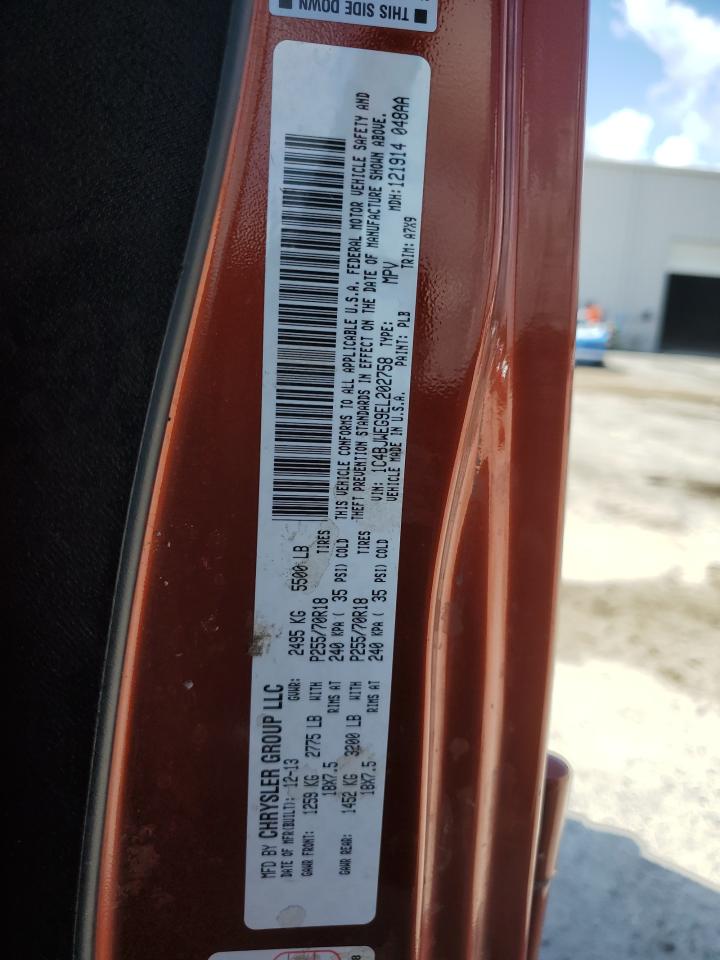 THIS SIDE DOWN
MFD BY CHRYSLER GROUP LLC
DATE OF MFR(BUILT): 12-13 GVWR: 2495 KG 5500 LB
GAWR FRONT: 1259 KG 2775 LB WITH P255/70R18 TIRES
18X7.5 RIMS AT 240 KPA ( 35 PSI) COLD
GAWR REAR: 1452 KG 3200 LB WITH P255/70R18 TIRES
18X7.5 RIMS AT 240 KPA ( 35 PSI) COLD
THIS VEHICLE CONFORMS TO ALL APPLICABLE U.S.A. FEDERAL MOTOR VEHICLE SAFETY AND
THEFT PREVENTION STANDARDS IN EFFECT ON THE DATE OF MANUFACTURE SHOWN ABOVE.
VIN: 1C4BJWEG9EL202758 TYPE: MPV MDH: 121914 048AA
VEHICLE MADE IN U.S.A. PAINT: PLB TRIM: A7X9